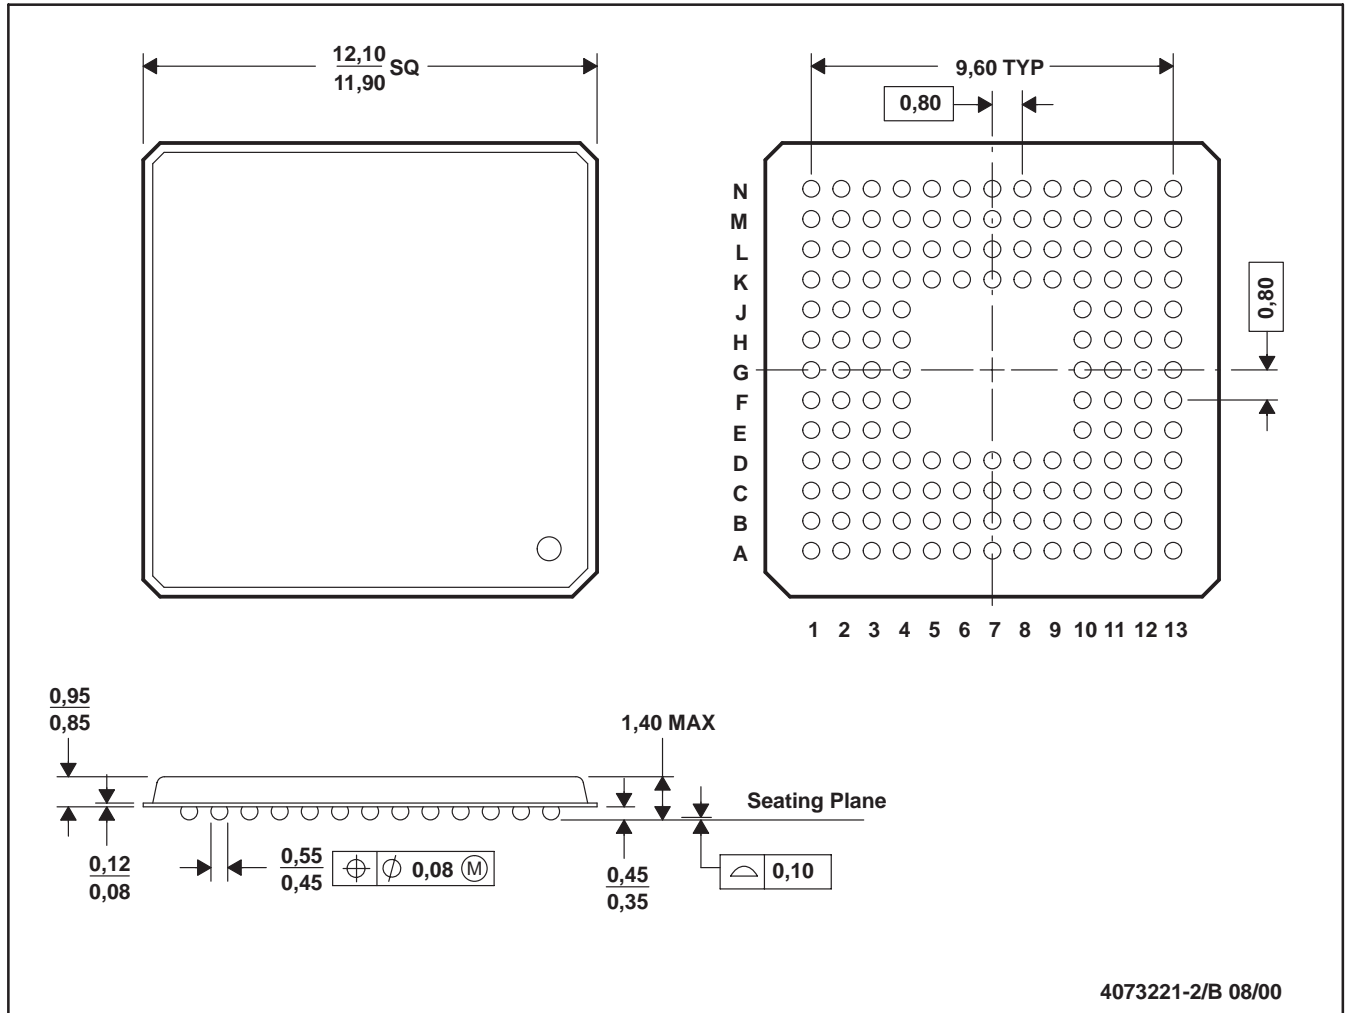 12,10
11,90
SQ
9,60 TYP
0,80
N
M
L
K
J
H
G
F
E
D
C
B
A
0,80
1 2 3 4 5 6 7 8 9 10 11 12 13
0,95
0,85
1,40 MAX
Seating Plane
0,12
0,08
0,55
0,45
0,08 M
0,45
0,35
0,10
4073221-2/B 08/00